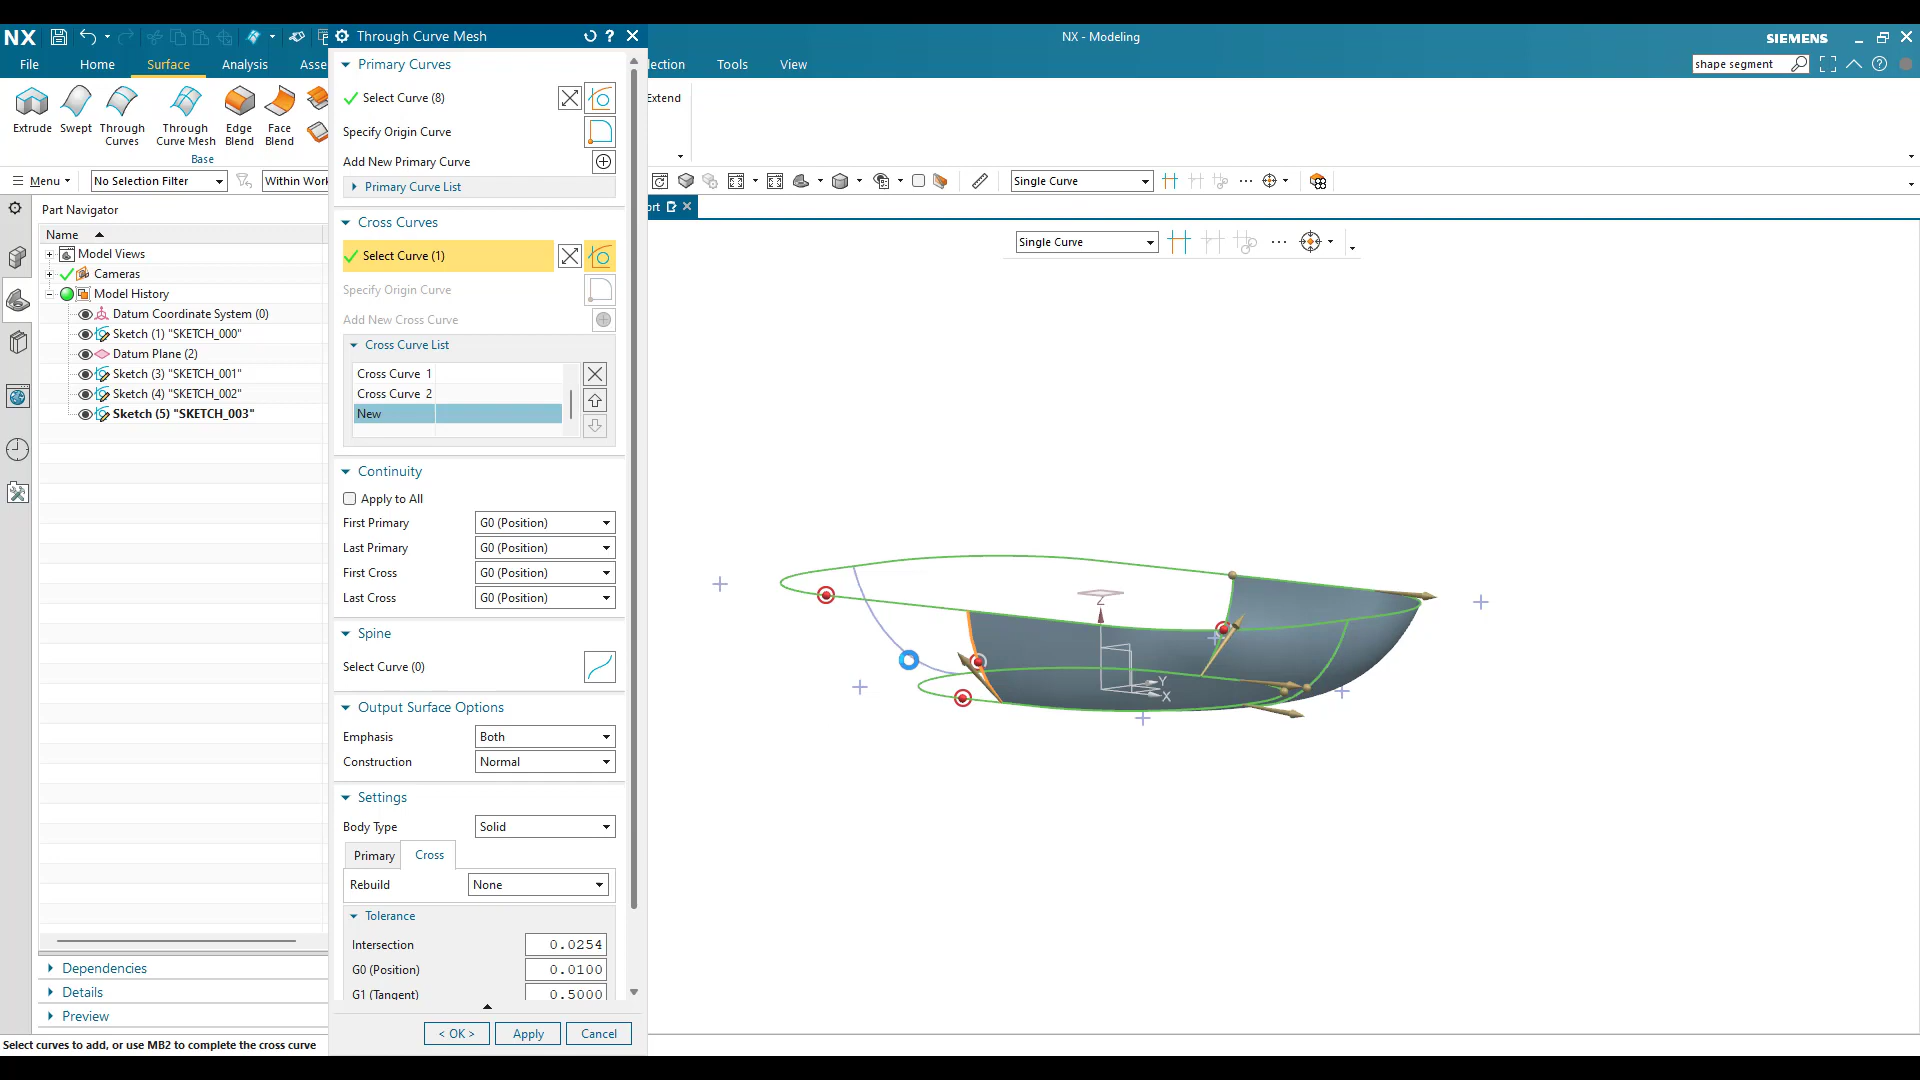 NX
NX - Modeling
SIEMENS
Through Curve Mesh
File
Home
Surface
Analysis
Asse
lection
Tools
View
shape segment
Extrude
Swept
Through Curves
Through Curve Mesh
Edge Blend
Face Blend
Base
Extend
Menu
No Selection Filter
Within Work
Single Curve
ort
Single Curve
Part Navigator
Name
Model Views
Cameras
Model History
Datum Coordinate System (0)
Sketch (1) "SKETCH_000"
Datum Plane (2)
Sketch (3) "SKETCH_001"
Sketch (4) "SKETCH_002"
Sketch (5) "SKETCH_003"
Dependencies
Details
Preview
Primary Curves
Select Curve (8)
Specify Origin Curve
Add New Primary Curve
Primary Curve List
Cross Curves
Select Curve (1)
Specify Origin Curve
Add New Cross Curve
Cross Curve List
Cross Curve 1
Cross Curve 2
New
Continuity
Apply to All
First Primary G0 (Position)
Last Primary G0 (Position)
First Cross G0 (Position)
Last Cross G0 (Position)
Spine
Select Curve (0)
Output Surface Options
Emphasis Both
Construction Normal
Settings
Body Type Solid
Primary Cross
Rebuild None
Tolerance
Intersection 0.0254
G0 (Position) 0.0100
G1 (Tangent) 0.5000
< OK > Apply Cancel
Z
Y
X
Select curves to add, or use MB2 to complete the cross curve